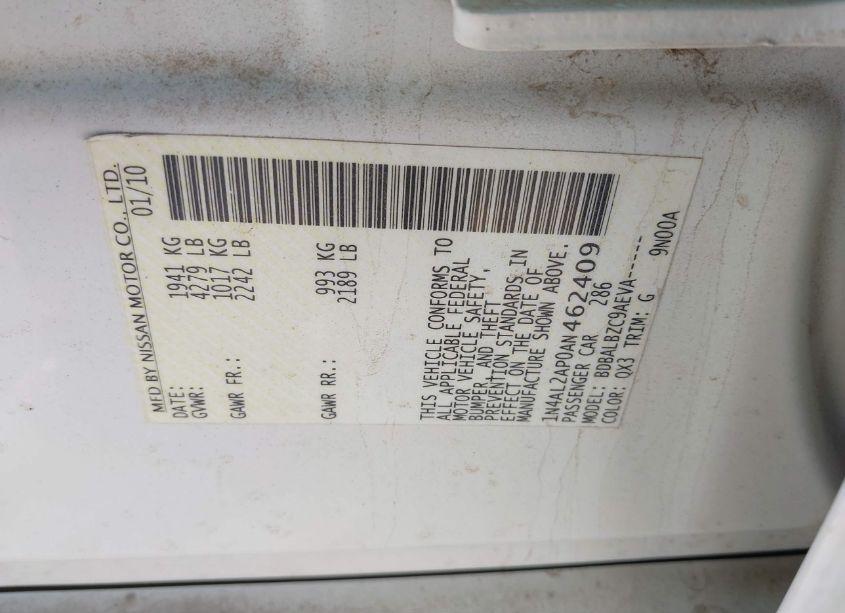 MFD BY NISSAN MOTOR CO., LTD.
DATE: 01/10
GVWR: 1941 KG
4279 LB
GAWR FR.: 1017 KG
2242 LB
GAWR RR.: 993 KG
2189 LB
THIS VEHICLE CONFORMS TO
ALL APPLICABLE FEDERAL
MOTOR VEHICLE SAFETY,
BUMPER, AND THEFT
PREVENTION STANDARDS IN
EFFECT ON THE DATE OF
MANUFACTURE SHOWN ABOVE.
1N4AL2AP0AN462409
PASSENGER CAR 286
MODEL: BDBALBZC9AEVA-----
COLOR: QX3 TRIM: G 9N00A